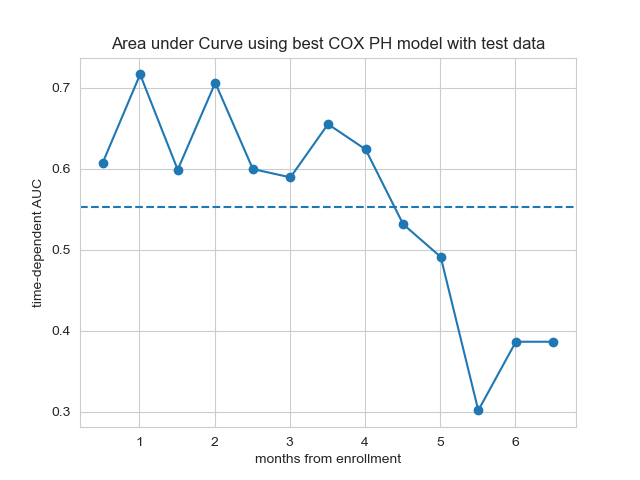 Area under Curve using best COX PH model with test data
0.7
0.6
0.5
0.4
0.3
time-dependent AUC
1 2 3 4 5 6
months from enrollment